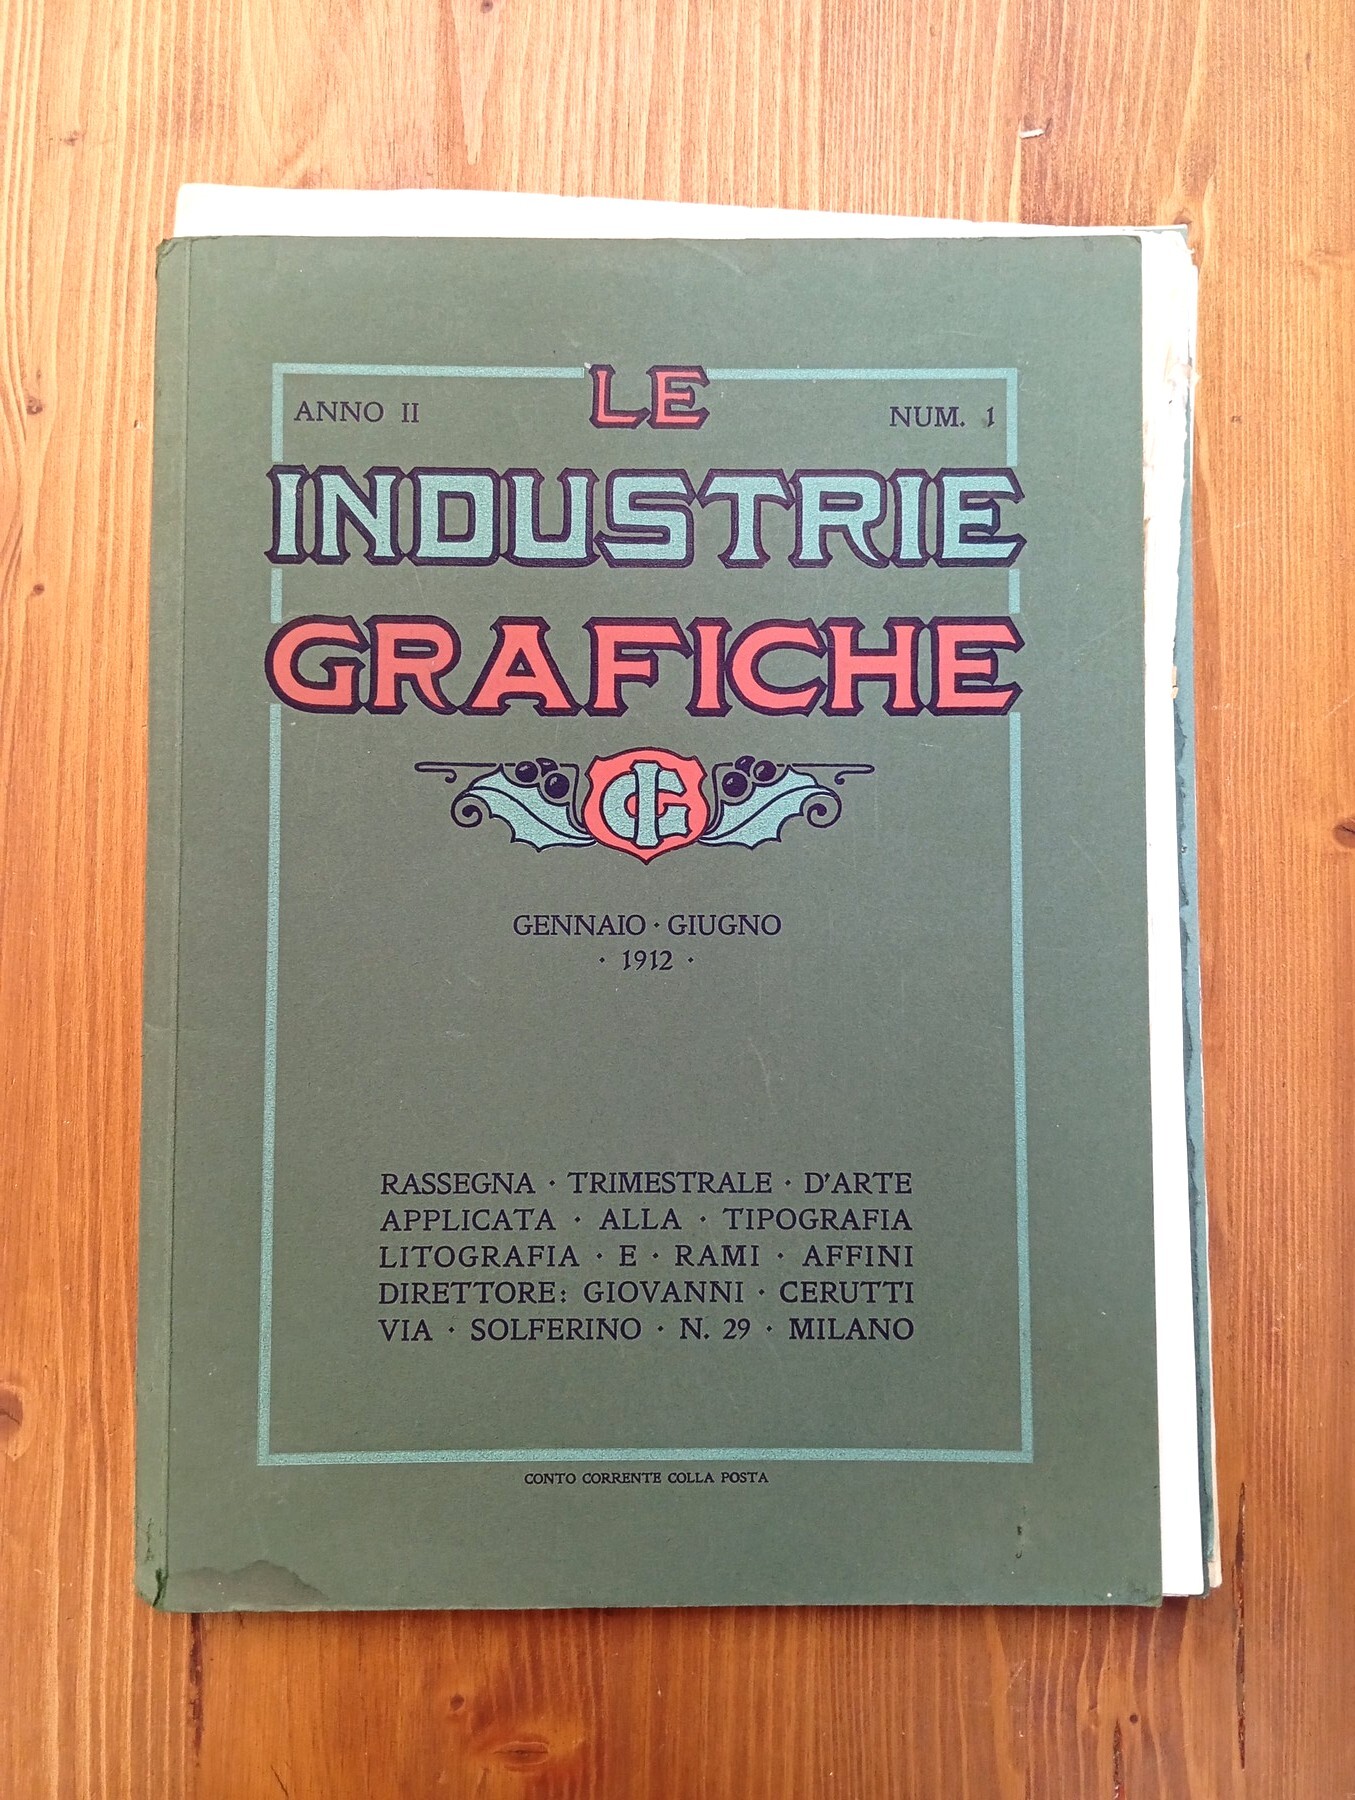 LE
ANNO II NUM. 1
INDUSTRIE
GRAFICHE
GI
GENNAIO · GIUGNO
· 1912 ·
RASSEGNA · TRIMESTRALE · D'ARTE
APPLICATA · ALLA · TIPOGRAFIA
LITOGRAFIA · E · RAMI · AFFINI
DIRETTORE: GIOVANNI · CERUTTI
VIA · SOLFERINO · N. 29 · MILANO
CONTO CORRENTE COLLA POSTA